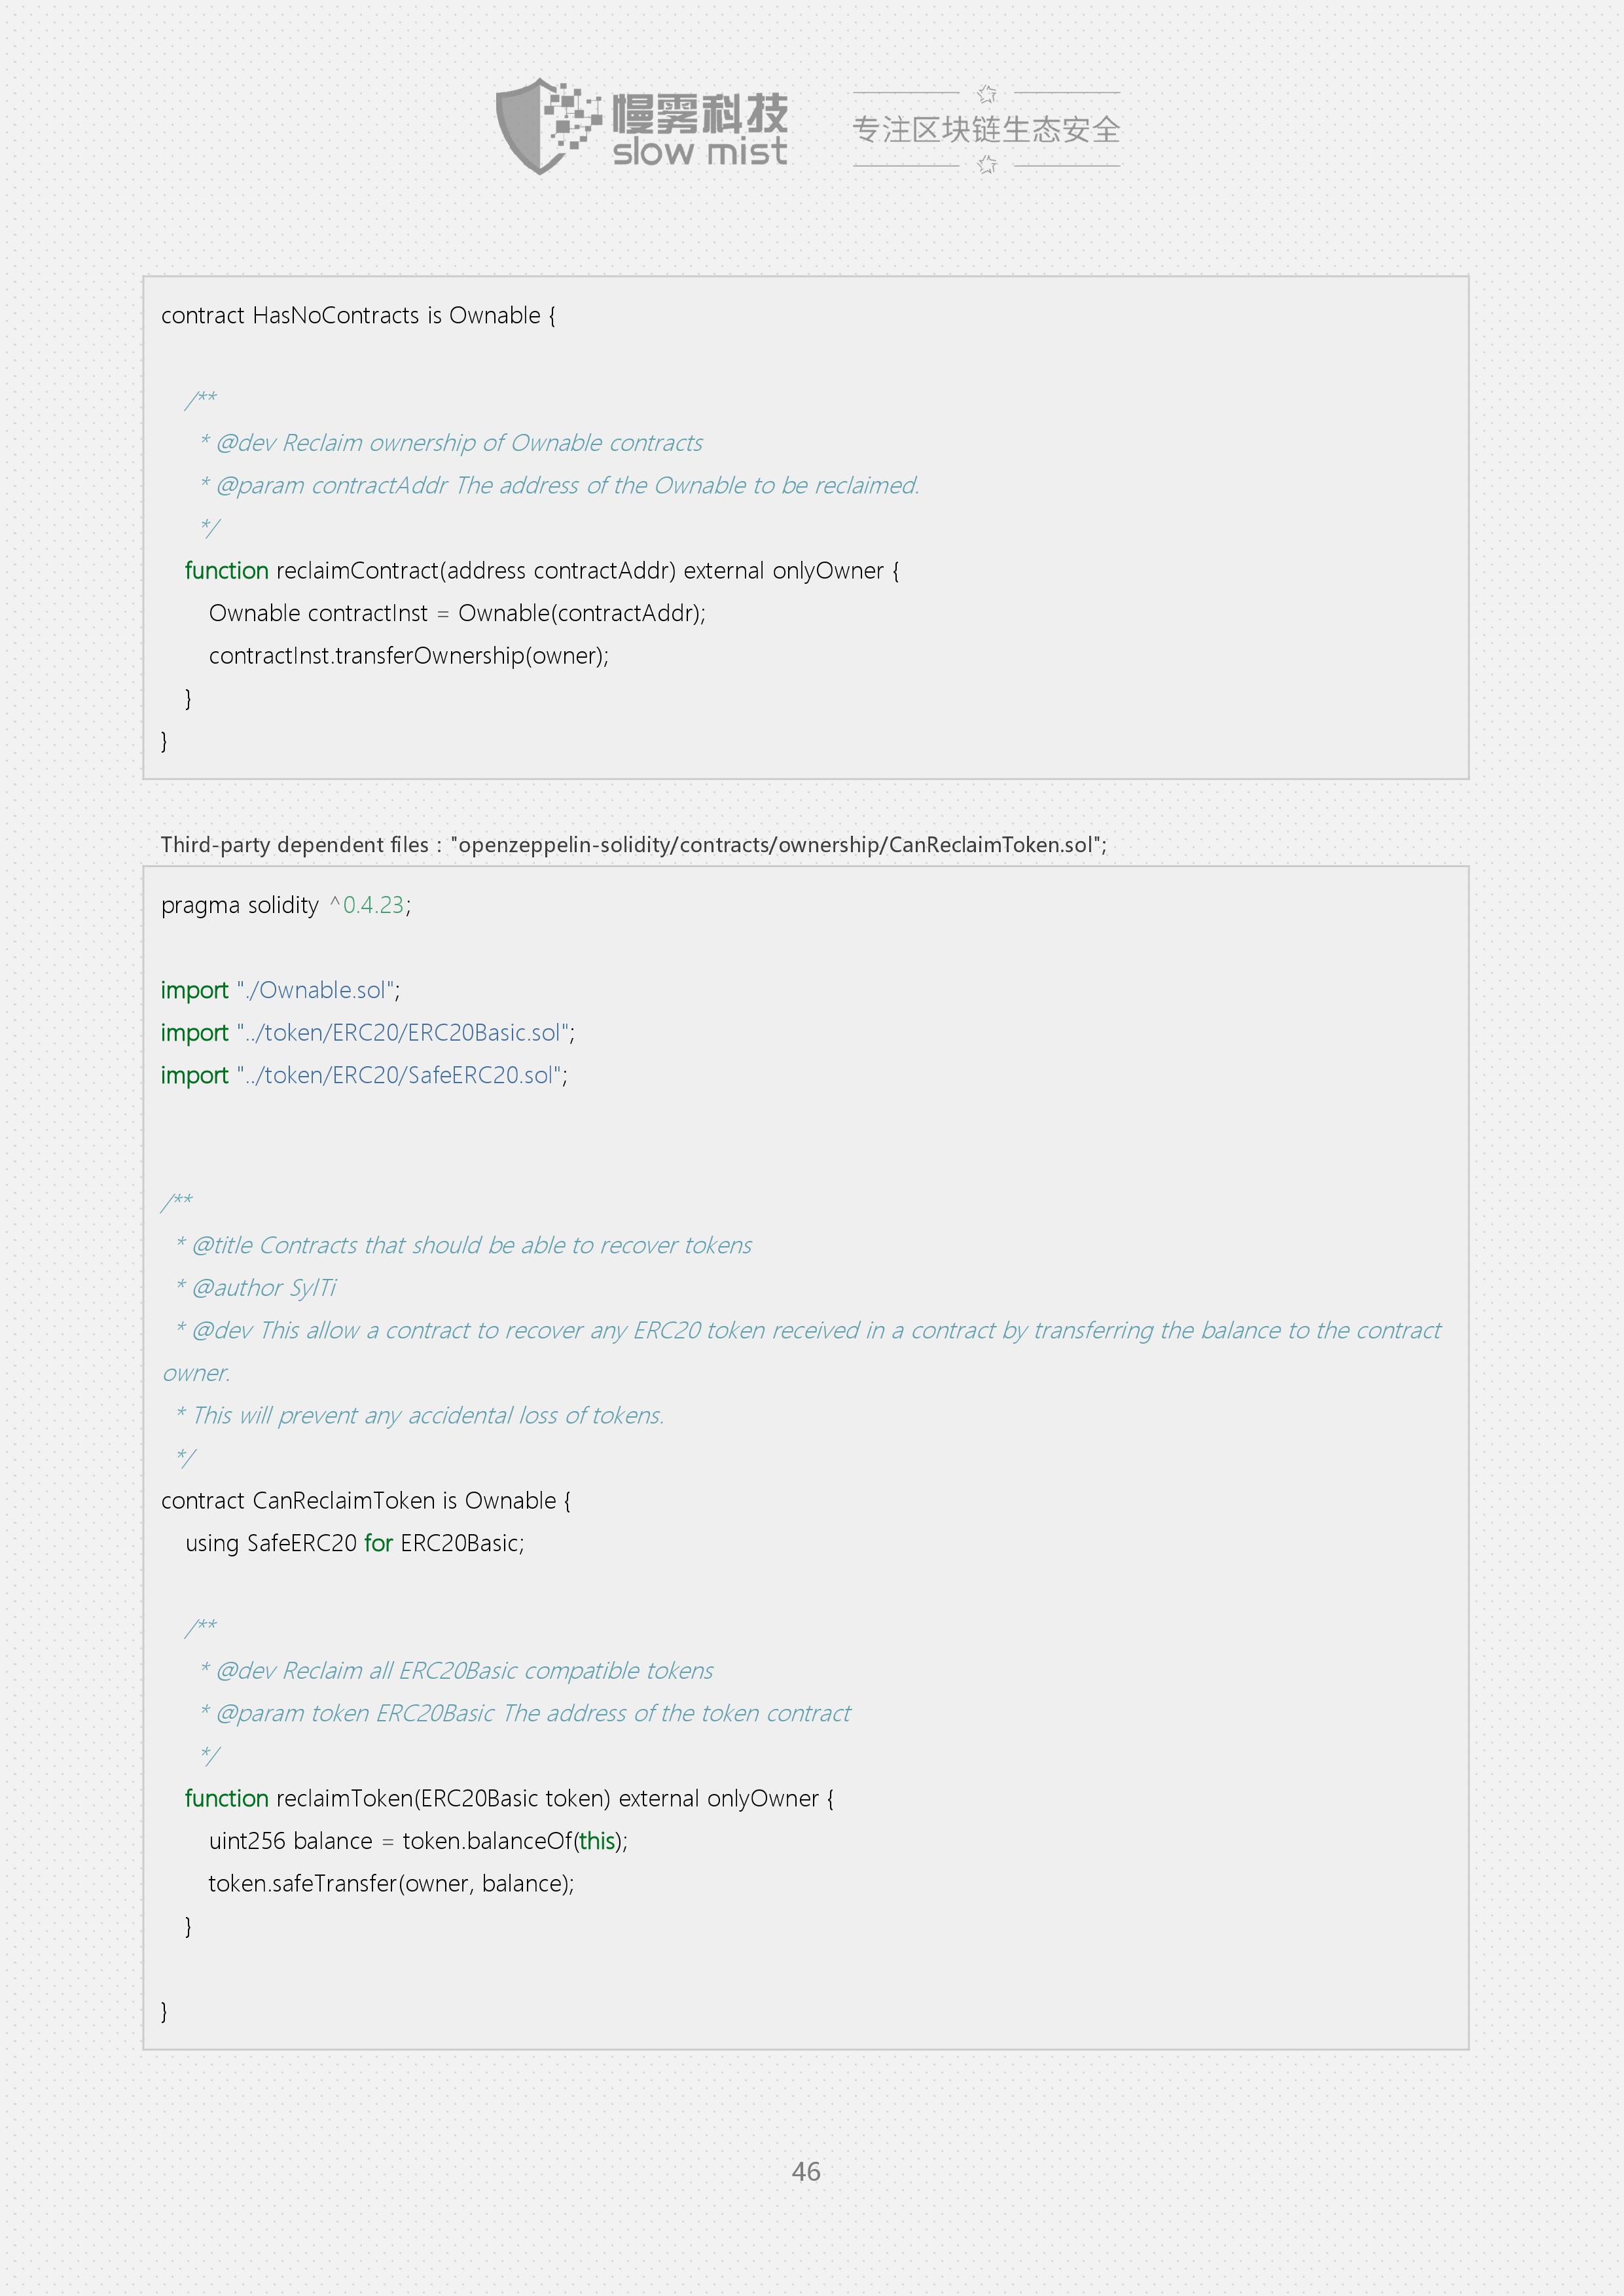 慢雾科技
slow mist
专注区块链生态安全
contract HasNoContracts is Ownable {
/**
* @dev Reclaim ownership of Ownable contracts
* @param contractAddr The address of the Ownable to be reclaimed.
*/
function reclaimContract(address contractAddr) external onlyOwner {
Ownable contractInst = Ownable(contractAddr);
contractInst.transferOwnership(owner);
}
}
Third-party dependent files : "openzeppelin-solidity/contracts/ownership/CanReclaimToken.sol";
pragma solidity ^0.4.23;
import "./Ownable.sol";
import "../token/ERC20/ERC20Basic.sol";
import "../token/ERC20/SafeERC20.sol";
/**
* @title Contracts that should be able to recover tokens
* @author SylTi
* @dev This allow a contract to recover any ERC20 token received in a contract by transferring the balance to the contract
owner.
* This will prevent any accidental loss of tokens.
*/
contract CanReclaimToken is Ownable {
using SafeERC20 for ERC20Basic;
/**
* @dev Reclaim all ERC20Basic compatible tokens
* @param token ERC20Basic The address of the token contract
*/
function reclaimToken(ERC20Basic token) external onlyOwner {
uint256 balance = token.balanceOf(this);
token.safeTransfer(owner, balance);
}
}
46